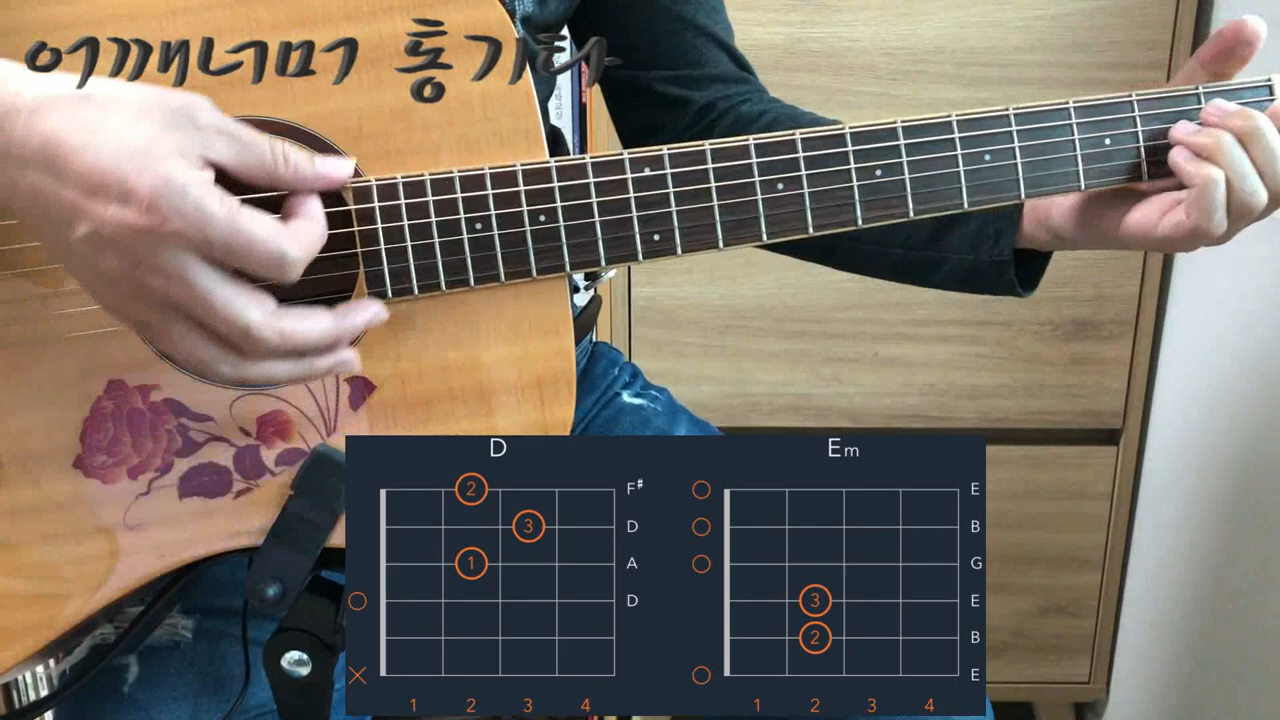 어깨너머 통기타
D
2 F#
3 D
1 A
○ D
×
1 2 3 4
Em
○ E
○ B
○ G
3 E
2 B
○ E
1 2 3 4